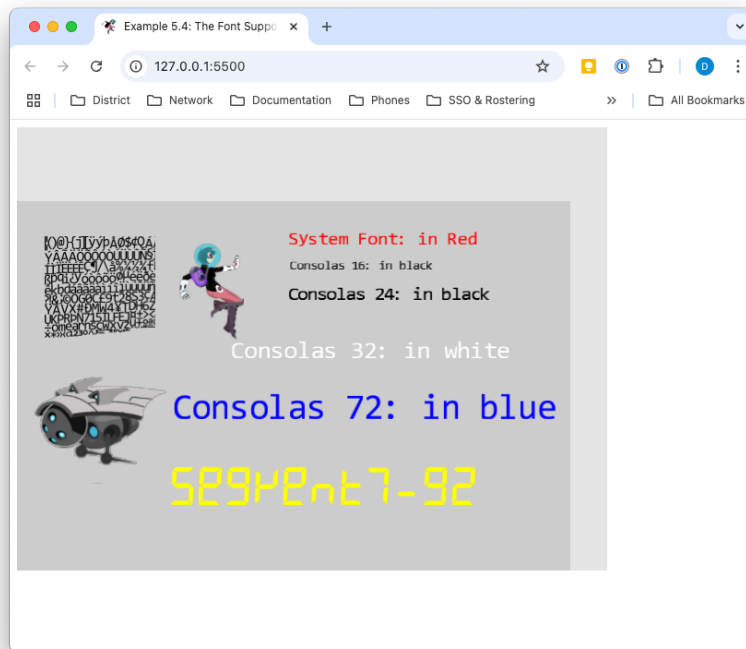 Example 5.4: The Font Suppo
127.0.0.1:5500
D
District Network Documentation Phones SSO & Rostering » All Bookmarks
System Font: in Red
Consolas 16: in black
Consolas 24: in black
Consolas 32: in white
Consolas 72: in blue
Segment7-92